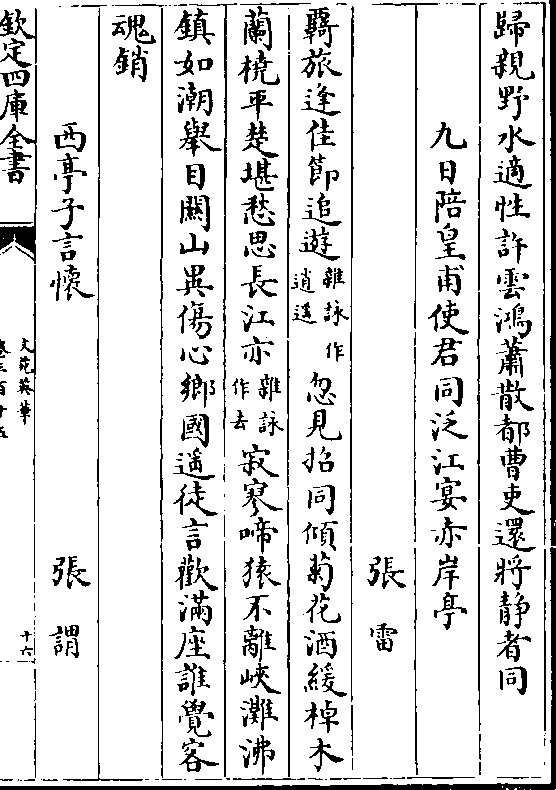 歸親野水適性許雲鴻蕭散都曹吏還將静者同
九日陪皇甫使君同泛江宴赤岸亭
張雷
羇旅逢佳節追遊雜詠作逍遥忽見招同傾菊花酒緩棹木
蘭橈平楚堪愁思長江亦雜詠作去寂寥啼猿不離峽灘沸
鎮如潮舉目關山異傷心鄉國遥徒言歡滿座誰覺客
魂銷
西亭子言懷
張謂
欽定四庫全書
文苑英華
卷三百十五
十六